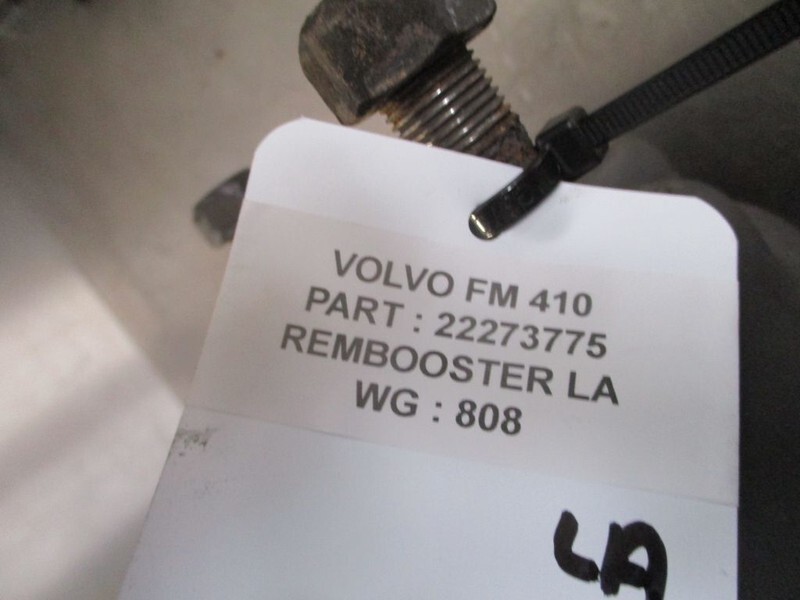 VOLVO FM 410
PART : 22273775
REMBOOSTER LA
WG : 808
LA